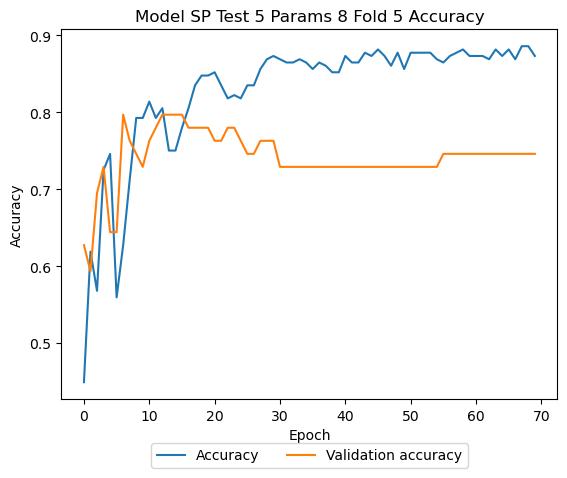 Model SP Test 5 Params 8 Fold 5 Accuracy
0.9
0.8
0.7
0.6
0.5
Accuracy
0 10 20 30 40 50 60 70
Epoch
Accuracy Validation accuracy